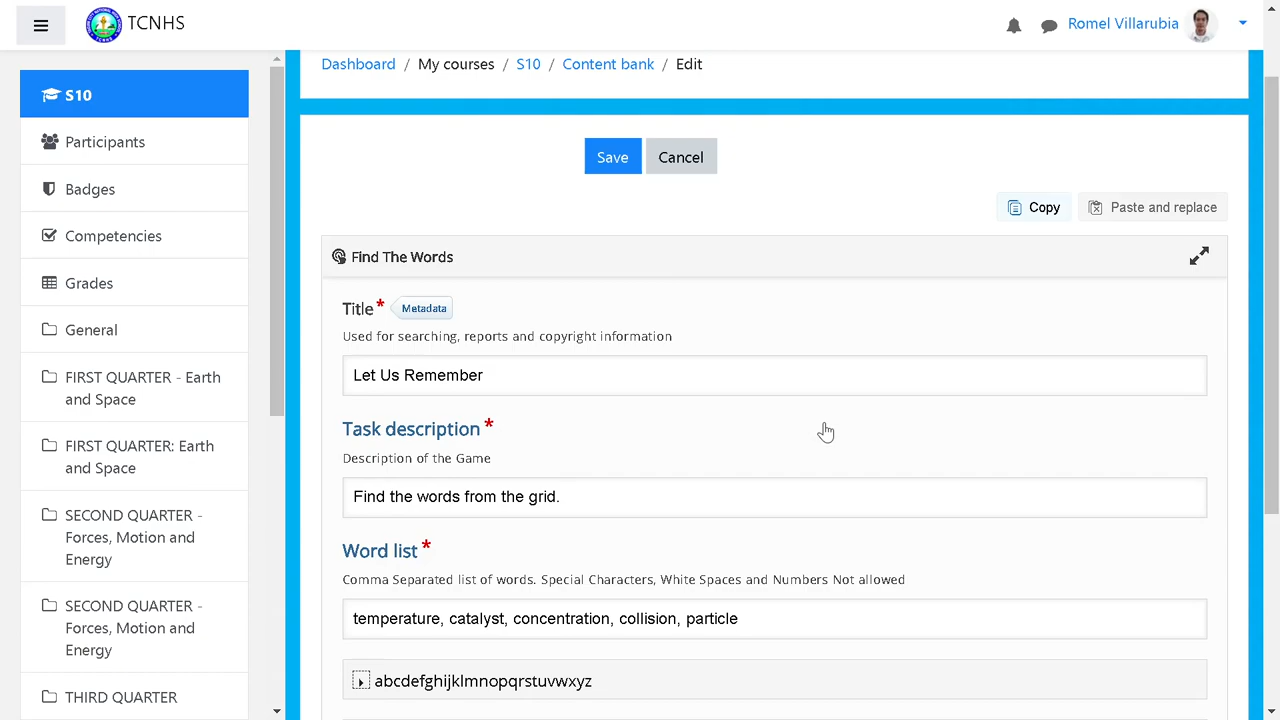 TCNHS
Romel Villarubia
Dashboard / My courses / S10 / Content bank / Edit
S10
Participants
Badges
Competencies
Grades
General
FIRST QUARTER - Earth
and Space
FIRST QUARTER: Earth
and Space
SECOND QUARTER -
Forces, Motion and
Energy
SECOND QUARTER -
Forces, Motion and
Energy
THIRD QUARTER
Save
Cancel
Copy
Paste and replace
Find The Words
Title*
Metadata
Used for searching, reports and copyright information
Let Us Remember
Task description *
Description of the Game
Find the words from the grid.
Word list *
Comma Separated list of words. Special Characters, White Spaces and Numbers Not allowed
temperature, catalyst, concentration, collision, particle
abcdefghijklmnopqrstuvwxyz